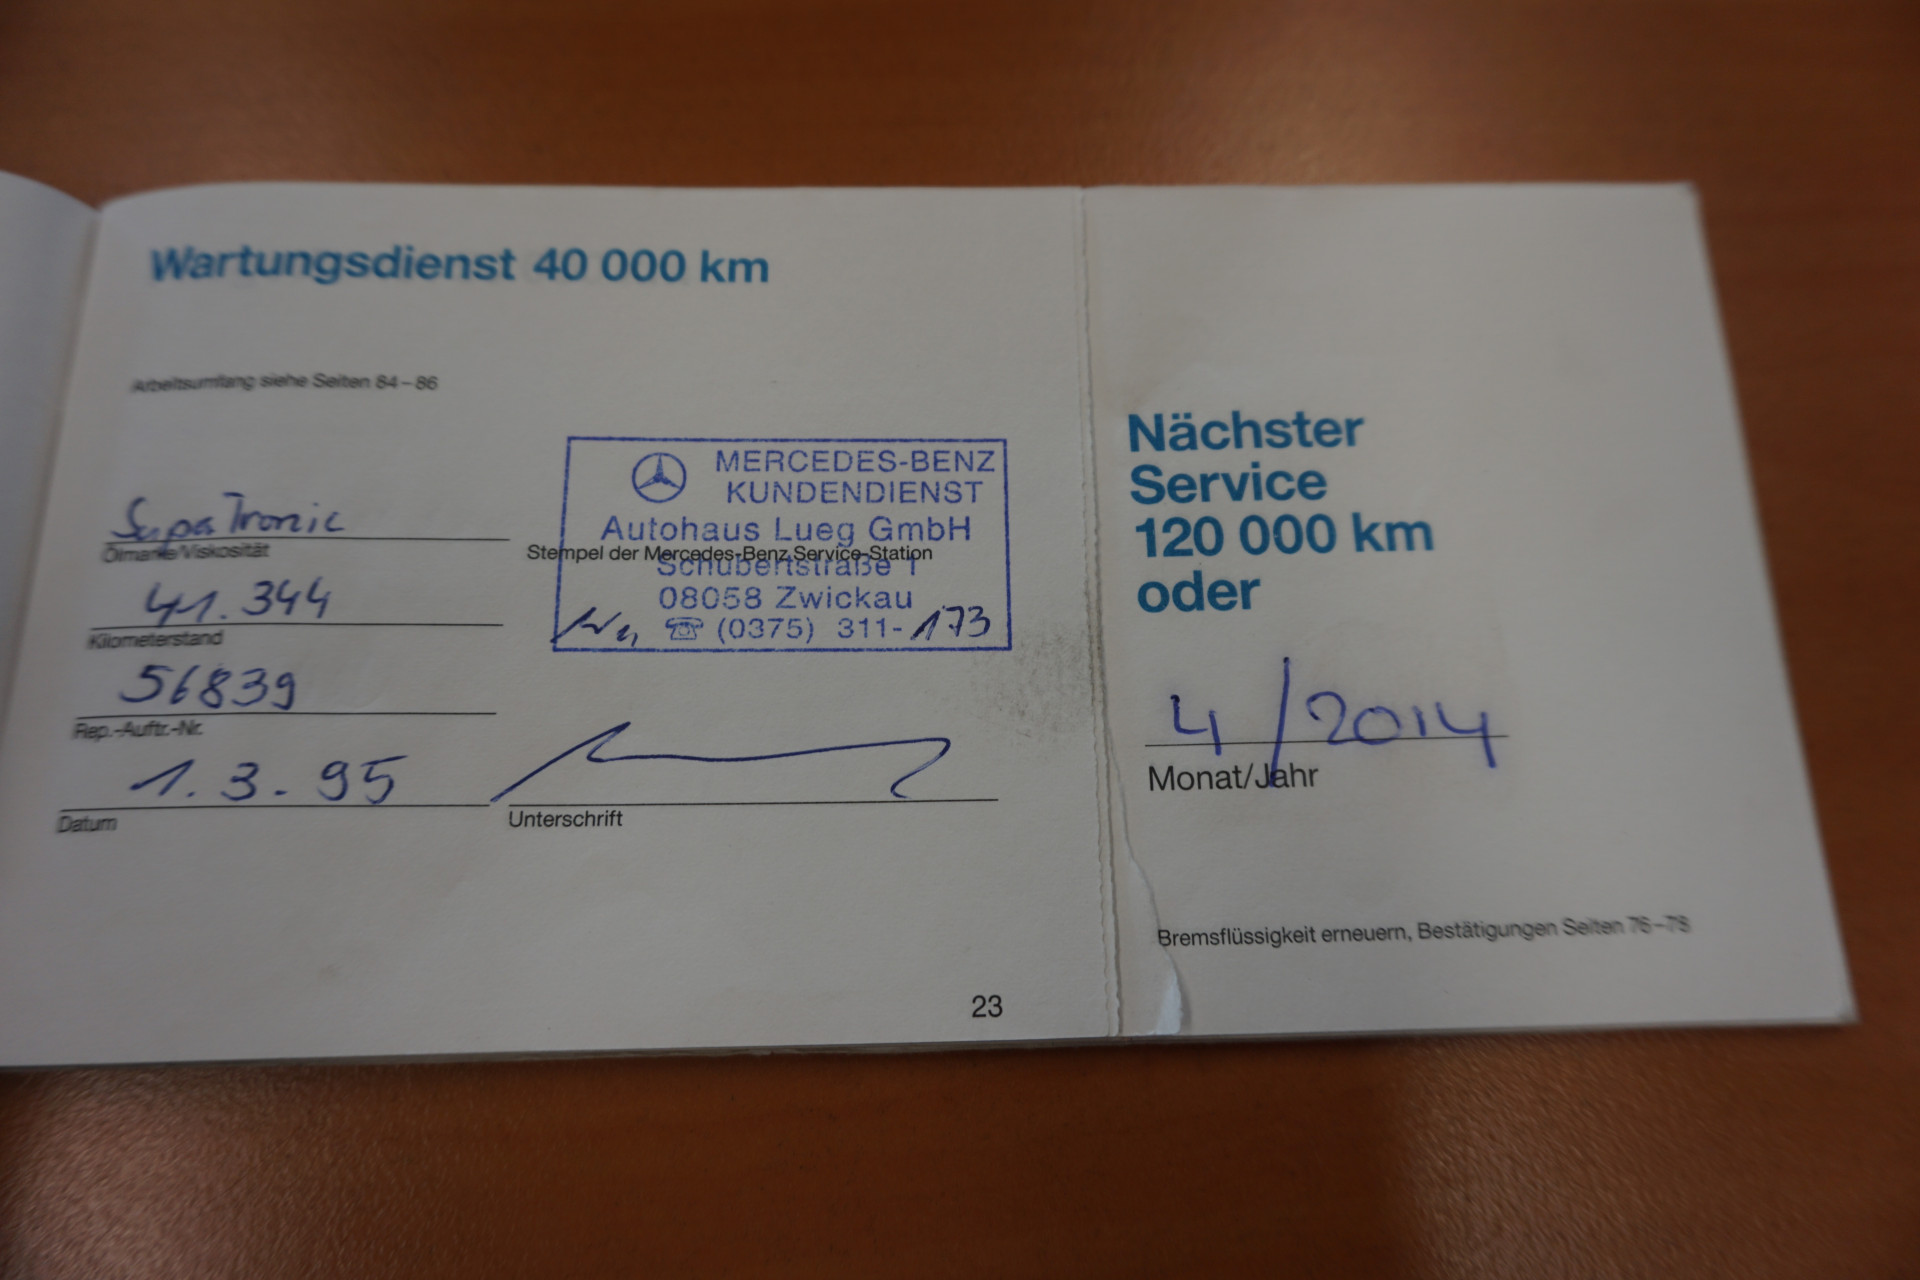 Wartungsdienst 40 000 km
Arbeitsumfang siehe Seiten 84–86
MERCEDES-BENZ
KUNDENDIENST
Autohaus Lueg GmbH
Schubertstraße 1
08058 Zwickau
☏ (0375) 311-173
Stempel der Mercedes-Benz Service-Station
SupaTronic
Ölmarke/Viskosität
41.344
Kilometerstand
56839
Rep.-Auftr.-Nr.
1.3.95
Datum
Unterschrift
23
Nächster
Service
120 000 km
oder
4/2014
Monat/Jahr
Bremsflüssigkeit erneuern, Bestätigungen Seiten 76–78